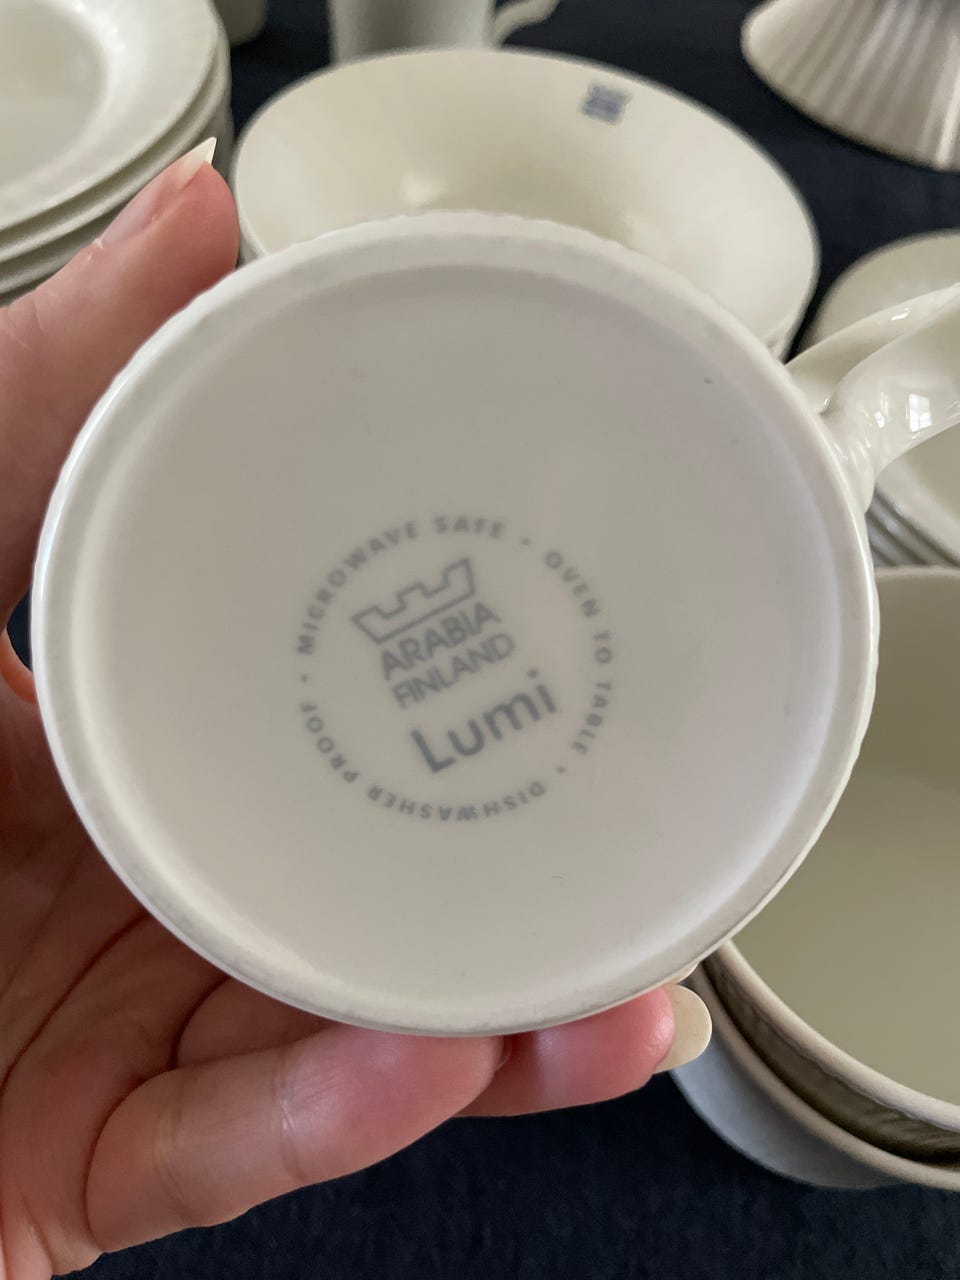 MICROWAVE SAFE • OVEN TO TABLE • DISHWASHER PROOF •
ARABIA
FINLAND
Lumi